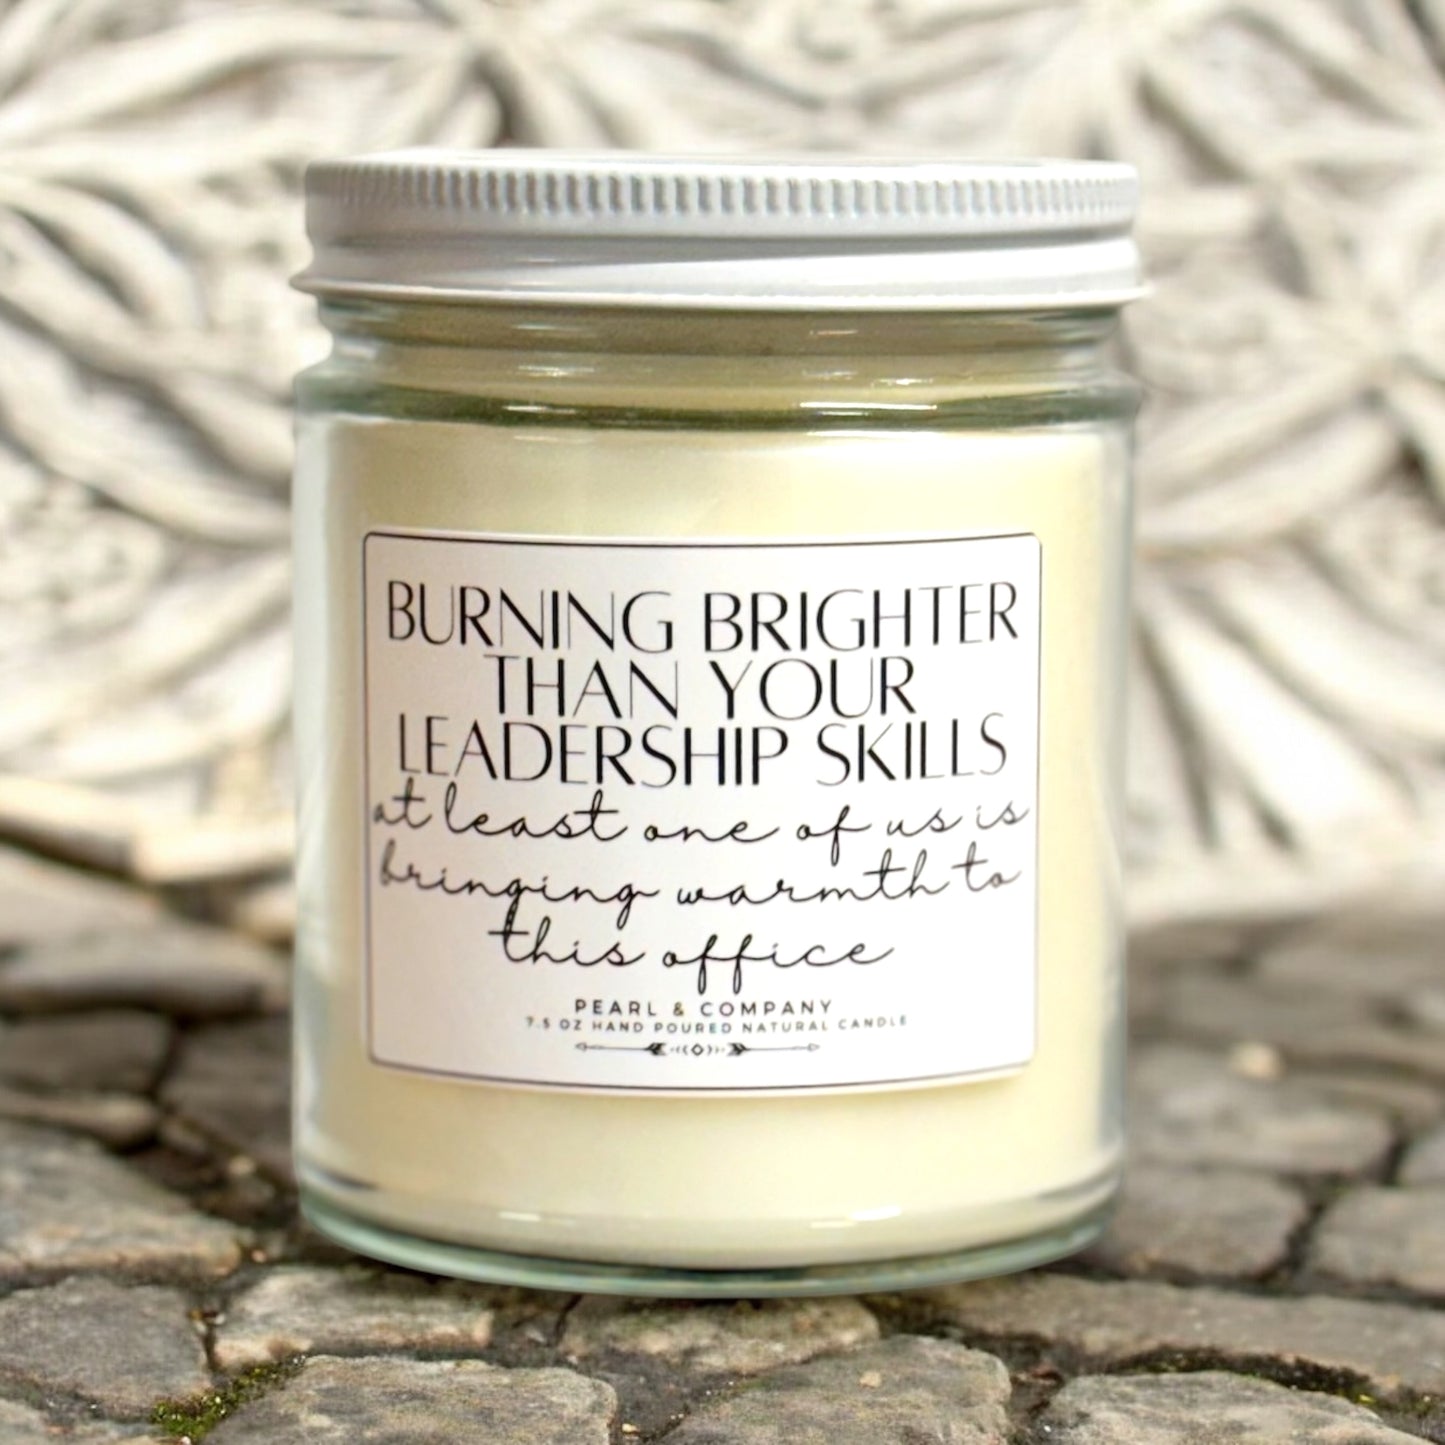 BURNING BRIGHTER
THAN YOUR
LEADERSHIP SKILLS
at least one of us is
bringing warmth to
this office
PEARL & COMPANY
7.5 OZ HAND POURED NATURAL CANDLE